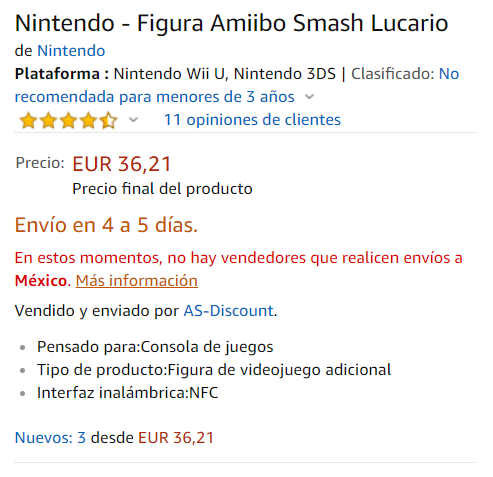 Nintendo - Figura Amiibo Smash Lucario
de Nintendo
Plataforma : Nintendo Wii U, Nintendo 3DS | Clasificado: No
recomendada para menores de 3 años
11 opiniones de clientes
Precio: EUR 36,21
Precio final del producto
Envío en 4 a 5 días.
En estos momentos, no hay vendedores que realicen envíos a
México. Más información
Vendido y enviado por AS-Discount.
Pensado para:Consola de juegos
Tipo de producto:Figura de videojuego adicional
Interfaz inalámbrica:NFC
Nuevos: 3 desde EUR 36,21